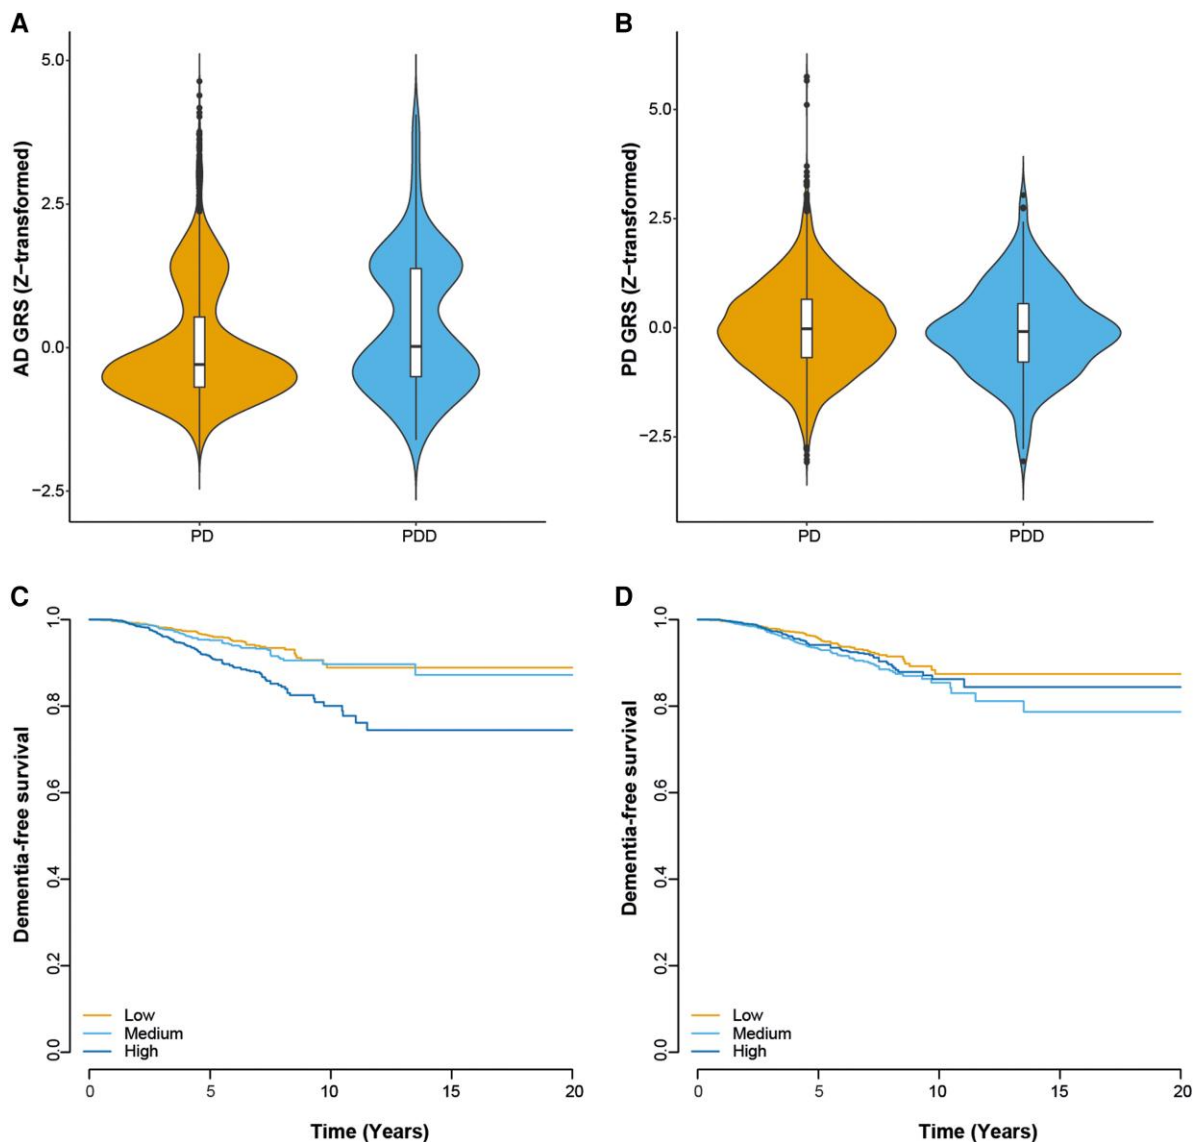 A
AD GRS (Z−transformed)
5.0
2.5
0.0
−2.5
PD
PDD
B
PD GRS (Z−transformed)
5.0
2.5
0.0
−2.5
PD
PDD
C
Dementia-free survival
1.0
0.8
0.6
0.4
0.2
0.0
Low
Medium
High
0 5 10 15 20
Time (Years)
D
Dementia-free survival
1.0
0.8
0.6
0.4
0.2
0.0
Low
Medium
High
0 5 10 15 20
Time (Years)